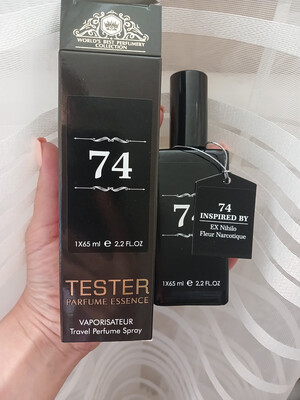 WORLD'S BEST PERFUMERY
COLLECTION
74
1X65 ml ℮ 2,2 FL.OZ
TESTER
PARFUME ESSENCE
VAPORISATEUR
Travel Perfume Spray
74
1X65 ml ℮ 2,2 FL.OZ
74
INSPIRED BY
EX Nihilo
Fleur Narcotique